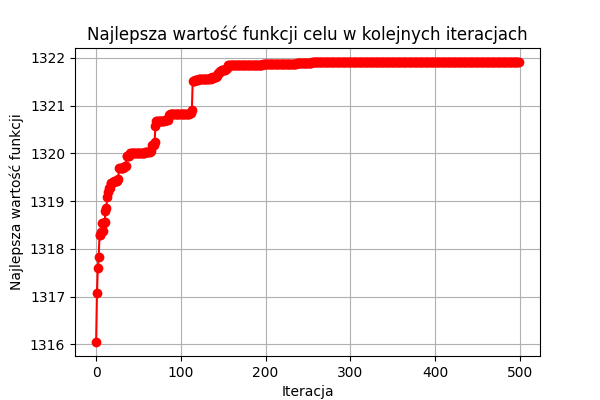 Najlepsza wartość funkcji celu w kolejnych iteracjach
1322
1321
1320
1319
1318
1317
1316
Najlepsza wartość funkcji
0 100 200 300 400 500
Iteracja